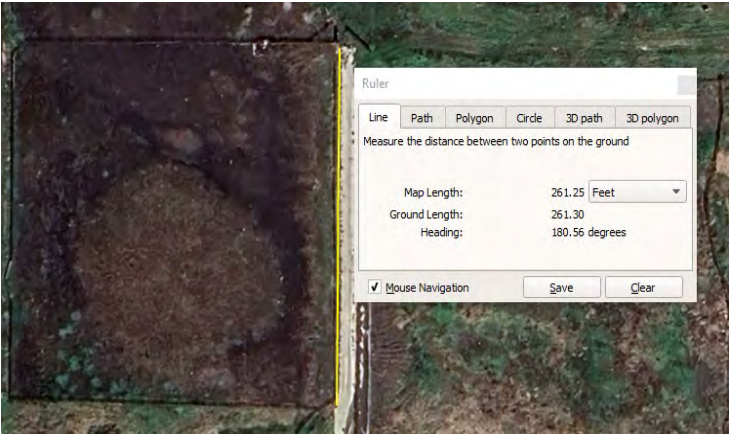 Ruler
Line Path Polygon Circle 3D path 3D polygon
Measure the distance between two points on the ground
Map Length: 261.25 Feet
Ground Length: 261.30
Heading: 180.56 degrees
Mouse Navigation Save Clear